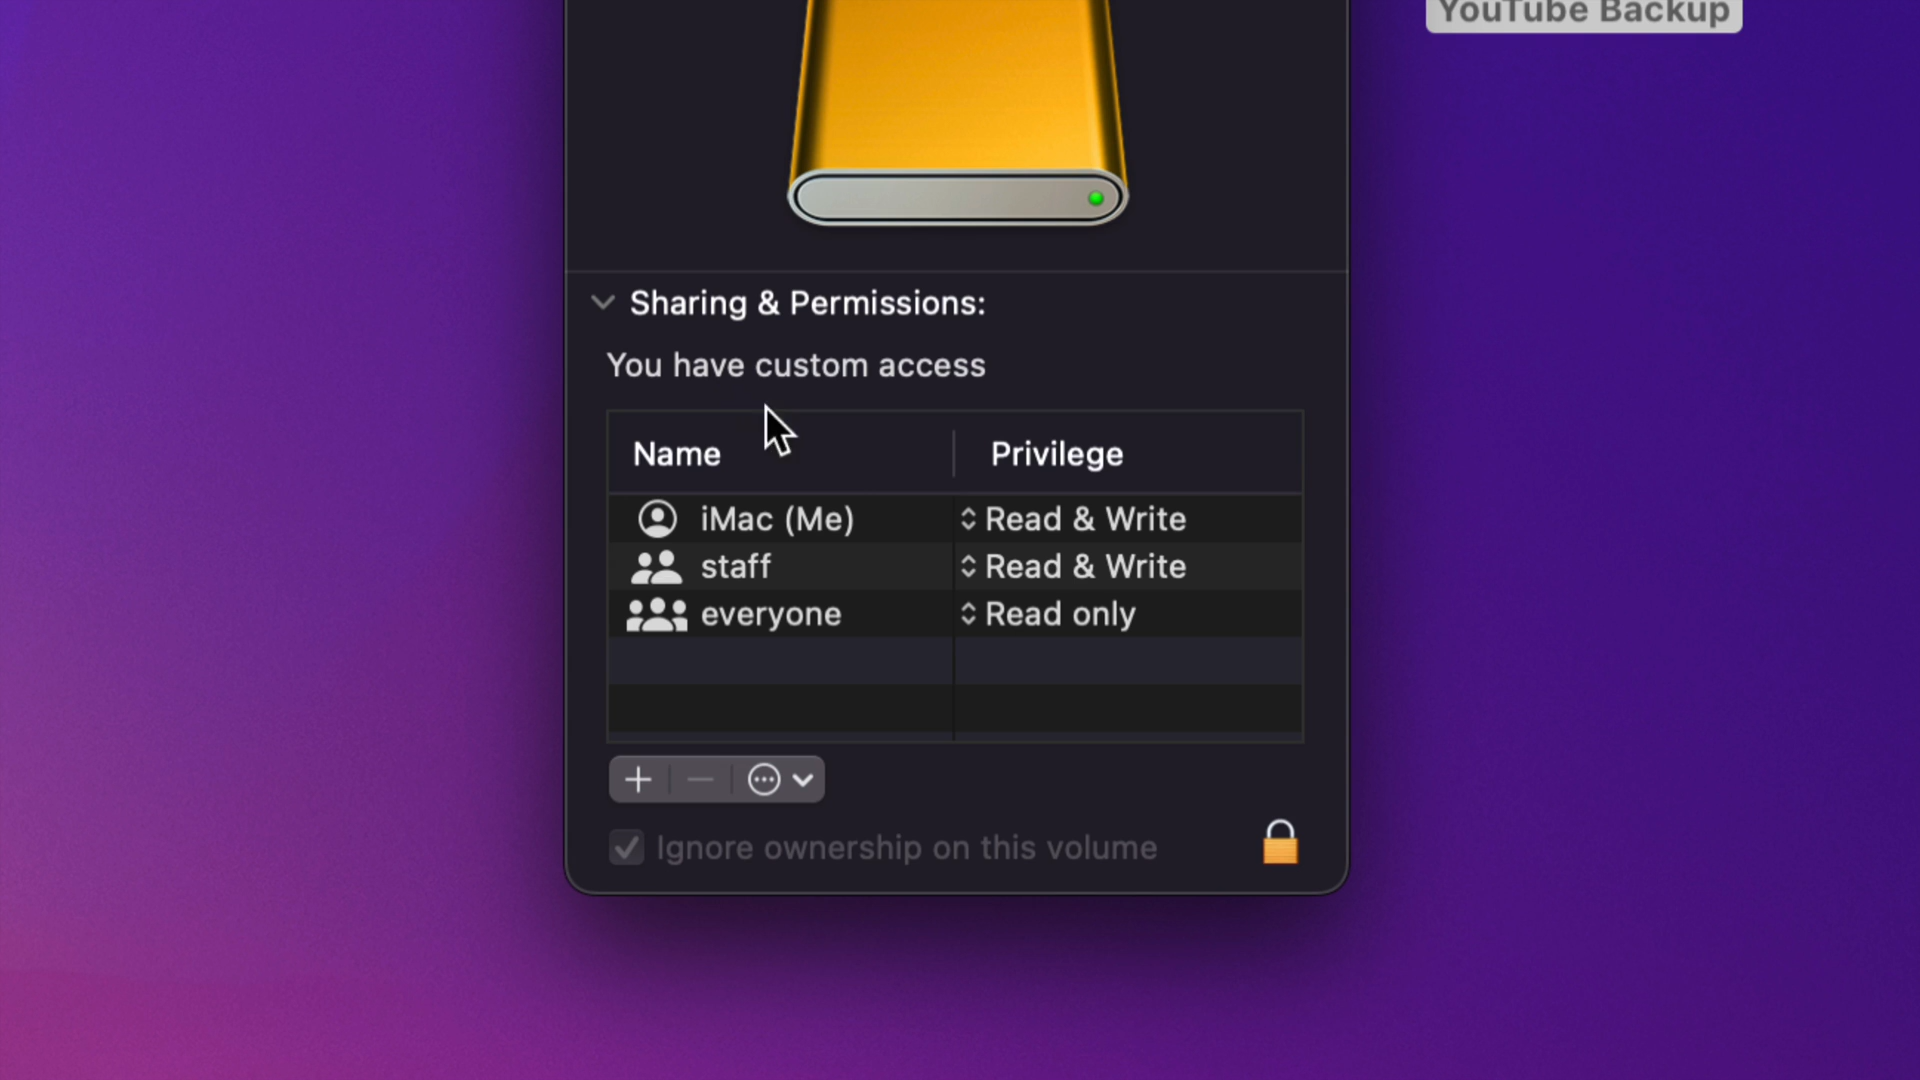 YouTube Backup
Sharing & Permissions:
You have custom access
Name Privilege
iMac (Me) Read & Write
staff Read & Write
everyone Read only
Ignore ownership on this volume